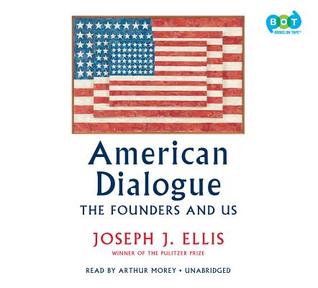 BOT
BOOKS ON TAPE
American
Dialogue
THE FOUNDERS AND US
JOSEPH J. ELLIS
WINNER OF THE PULITZER PRIZE
READ BY ARTHUR MOREY • UNABRIDGED